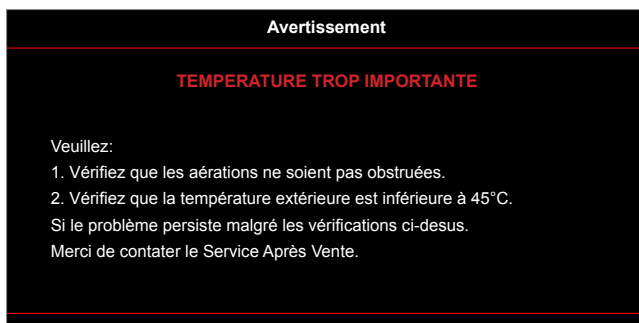 Avertissement
TEMPERATURE TROP IMPORTANTE
Veuillez:
1. Vérifiez que les aérations ne soient pas obstruées.
2. Vérifiez que la température extérieure est inférieure à 45°C.
Si le problème persiste malgré les vérifications ci-desus.
Merci de contater le Service Après Vente.